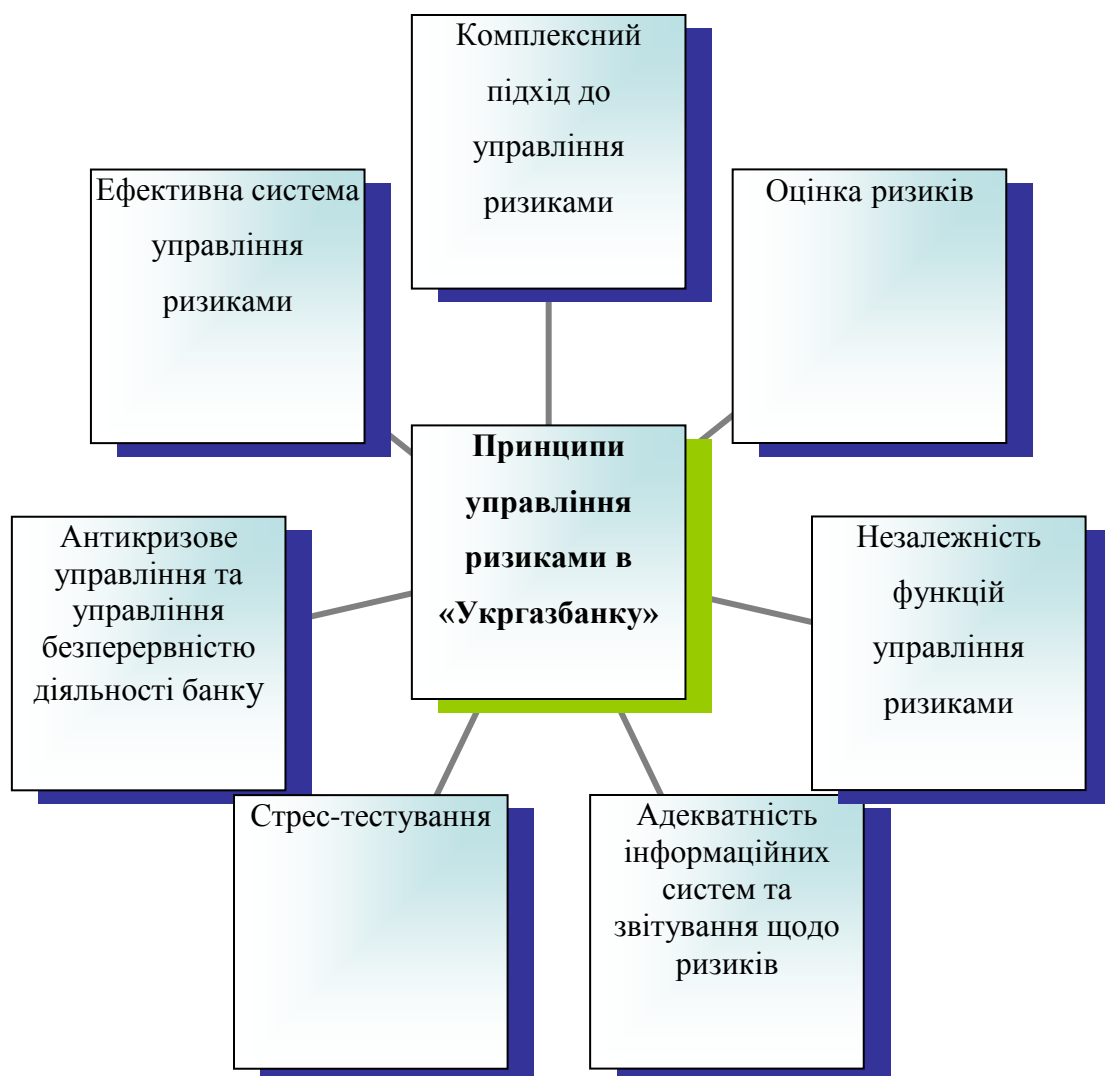 Комплексний
підхід до
управління
ризиками
Ефективна система
управління
ризиками
Оцінка ризиків
Принципи
управління
ризиками в
«Укргазбанку»
Антикризове
управління та
управління
безперервністю
діяльності банку
Незалежність
функцій
управління
ризиками
Стрес-тестування
Адекватність
інформаційних
систем та
звітування щодо
ризиків